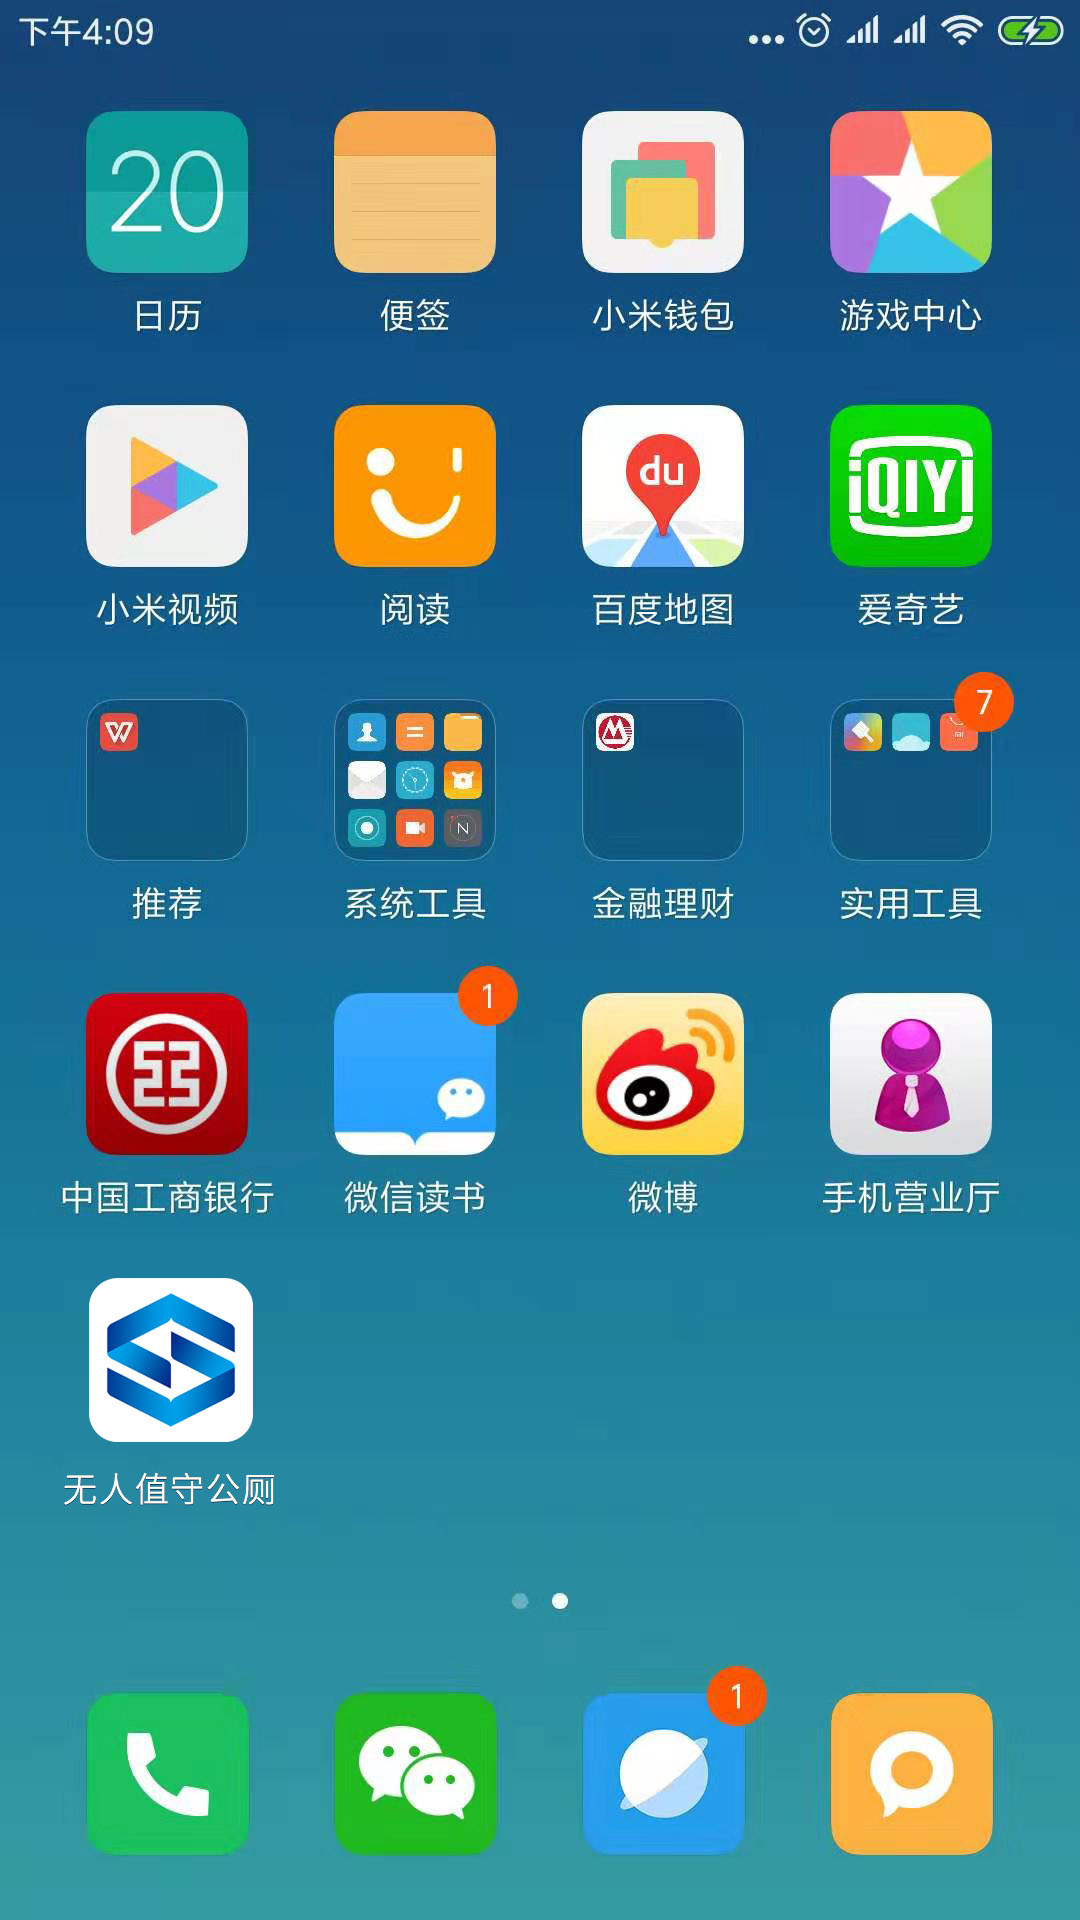 下午4:09
20
日历
便签
小米钱包
游戏中心
du
iQIYI
小米视频
阅读
百度地图
爱奇艺
W
7
mi
N
推荐
系统工具
金融理财
实用工具
1
中国工商银行
微信读书
微博
手机营业厅
无人值守公厕
1